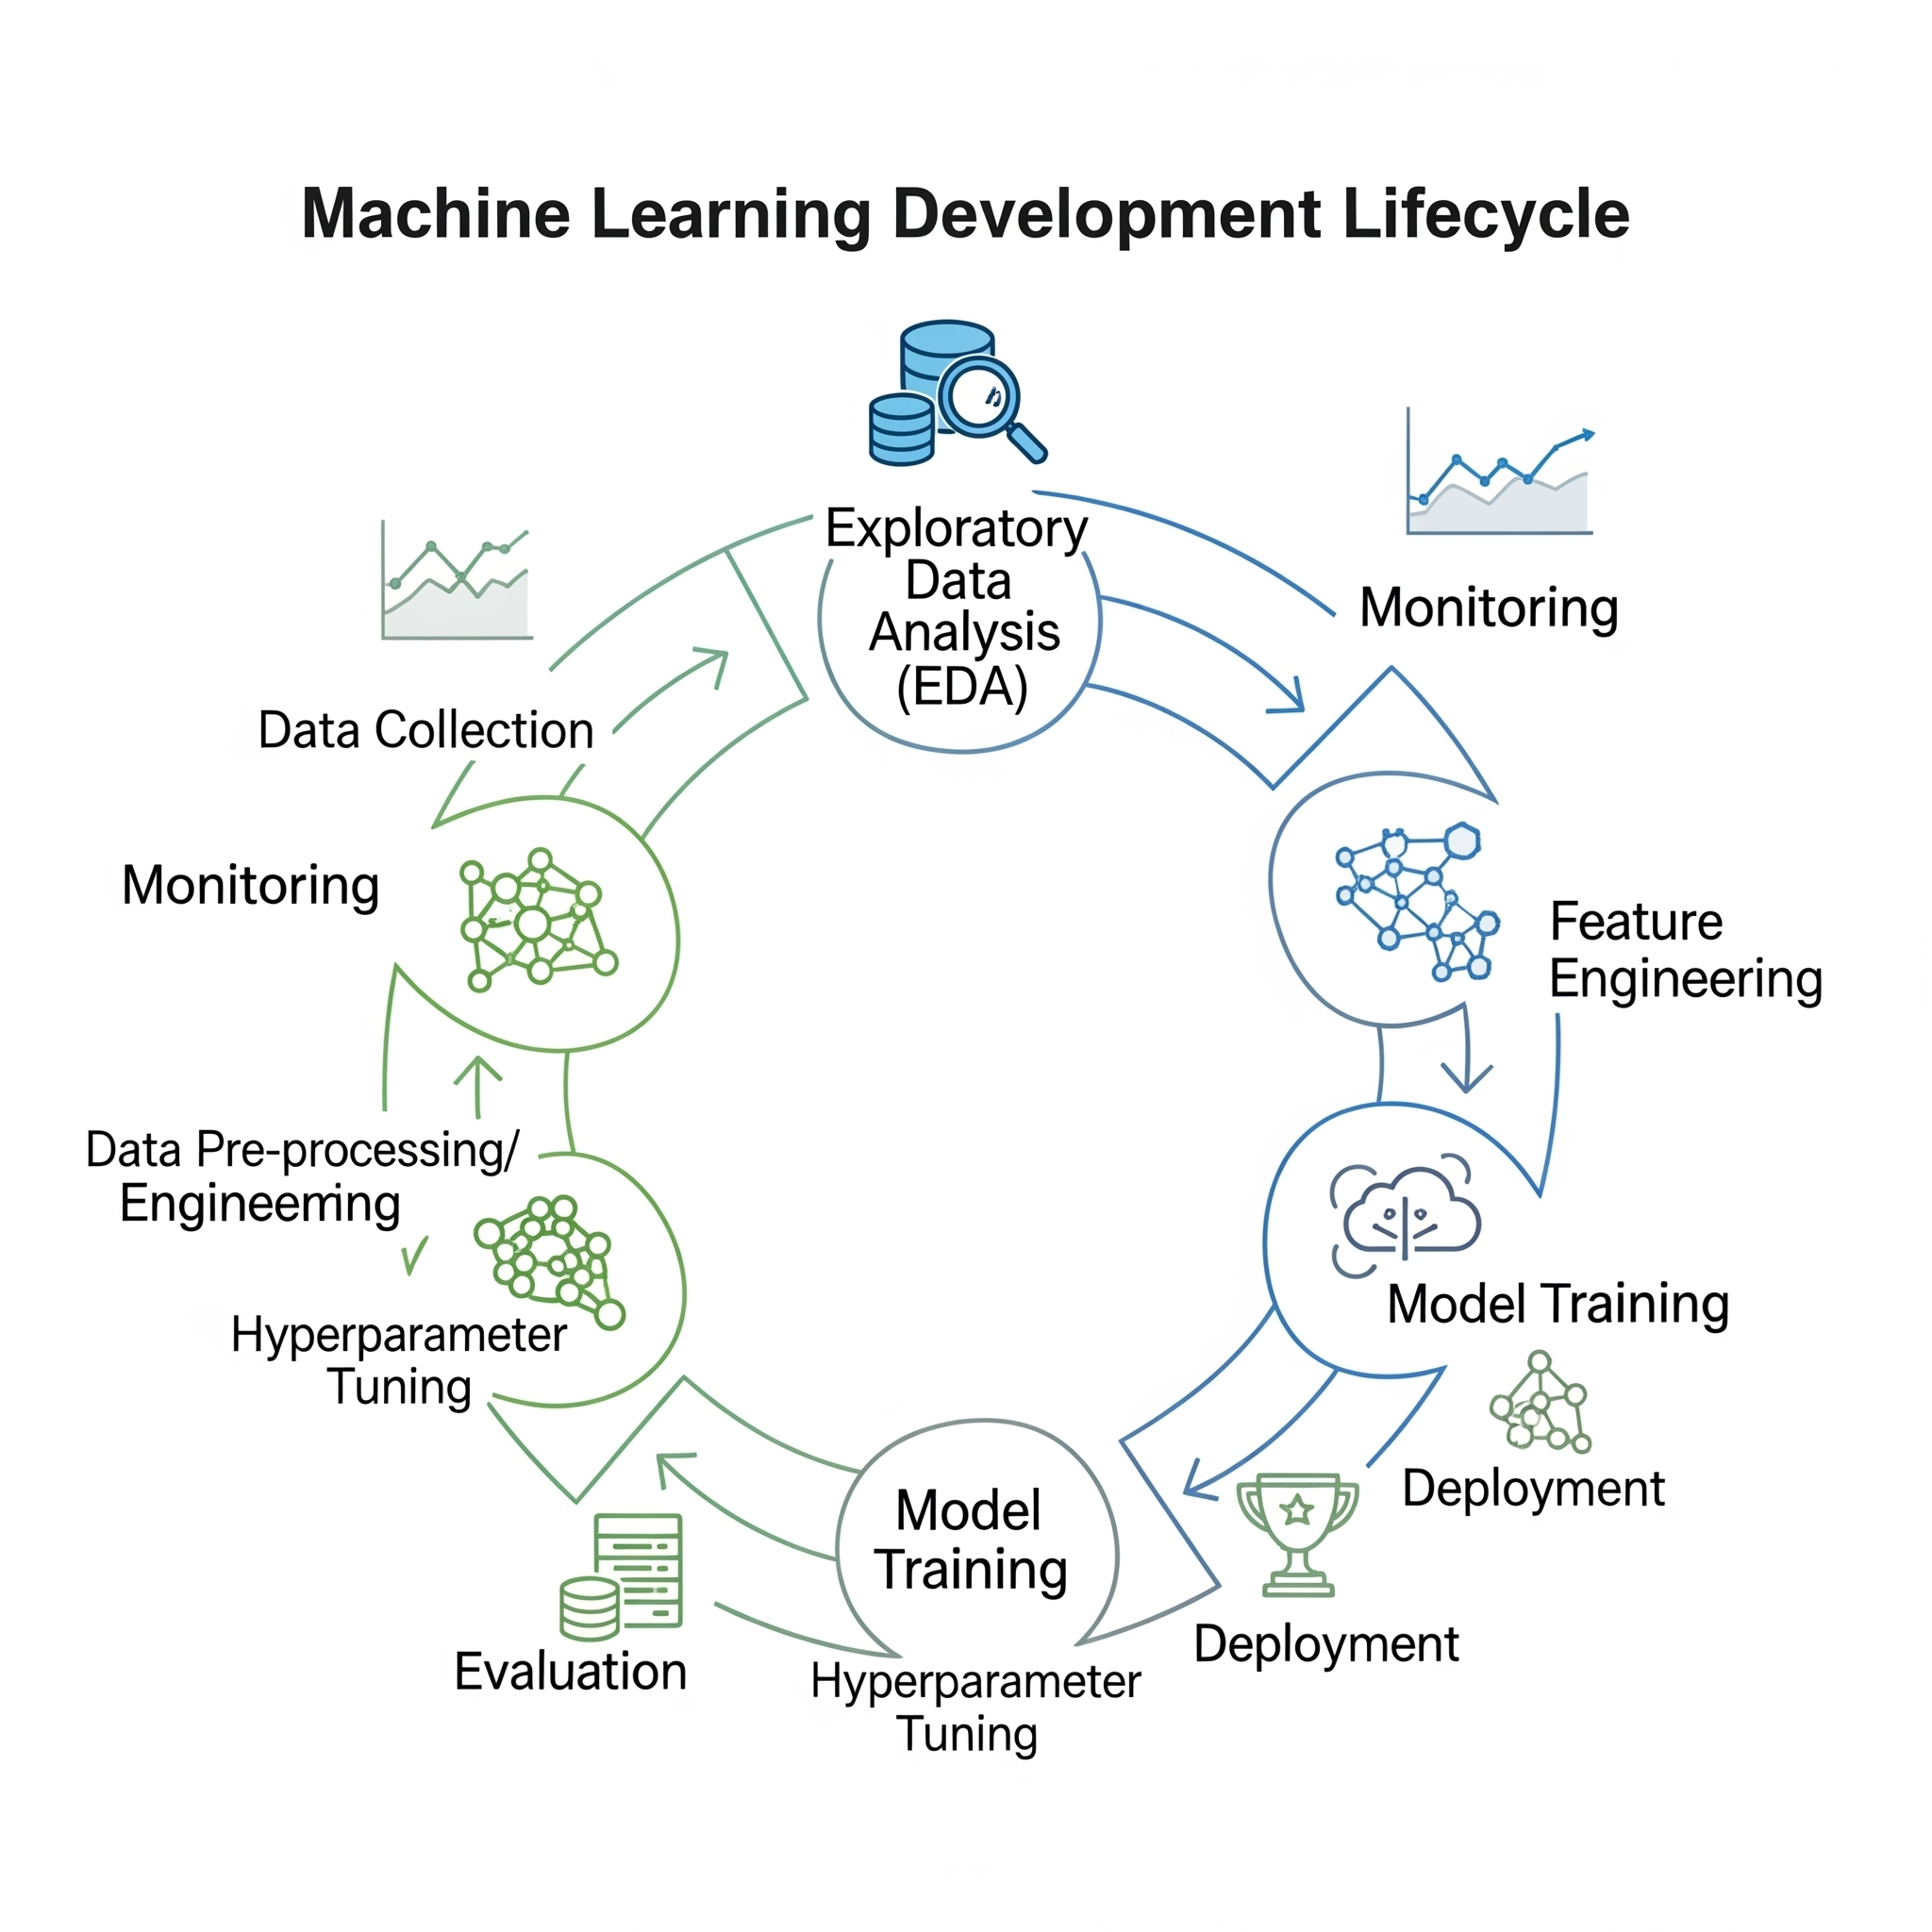 Machine Learning Development Lifecycle
Exploratory
Data
Analysis
(EDA)
Monitoring
Data Collection
Monitoring
Feature
Engineering
Data Pre-processing/
Engineeming
Model Training
Hyperparameter
Tuning
Deployment
Model
Training
Deployment
Evaluation
Hyperparameter
Tuning